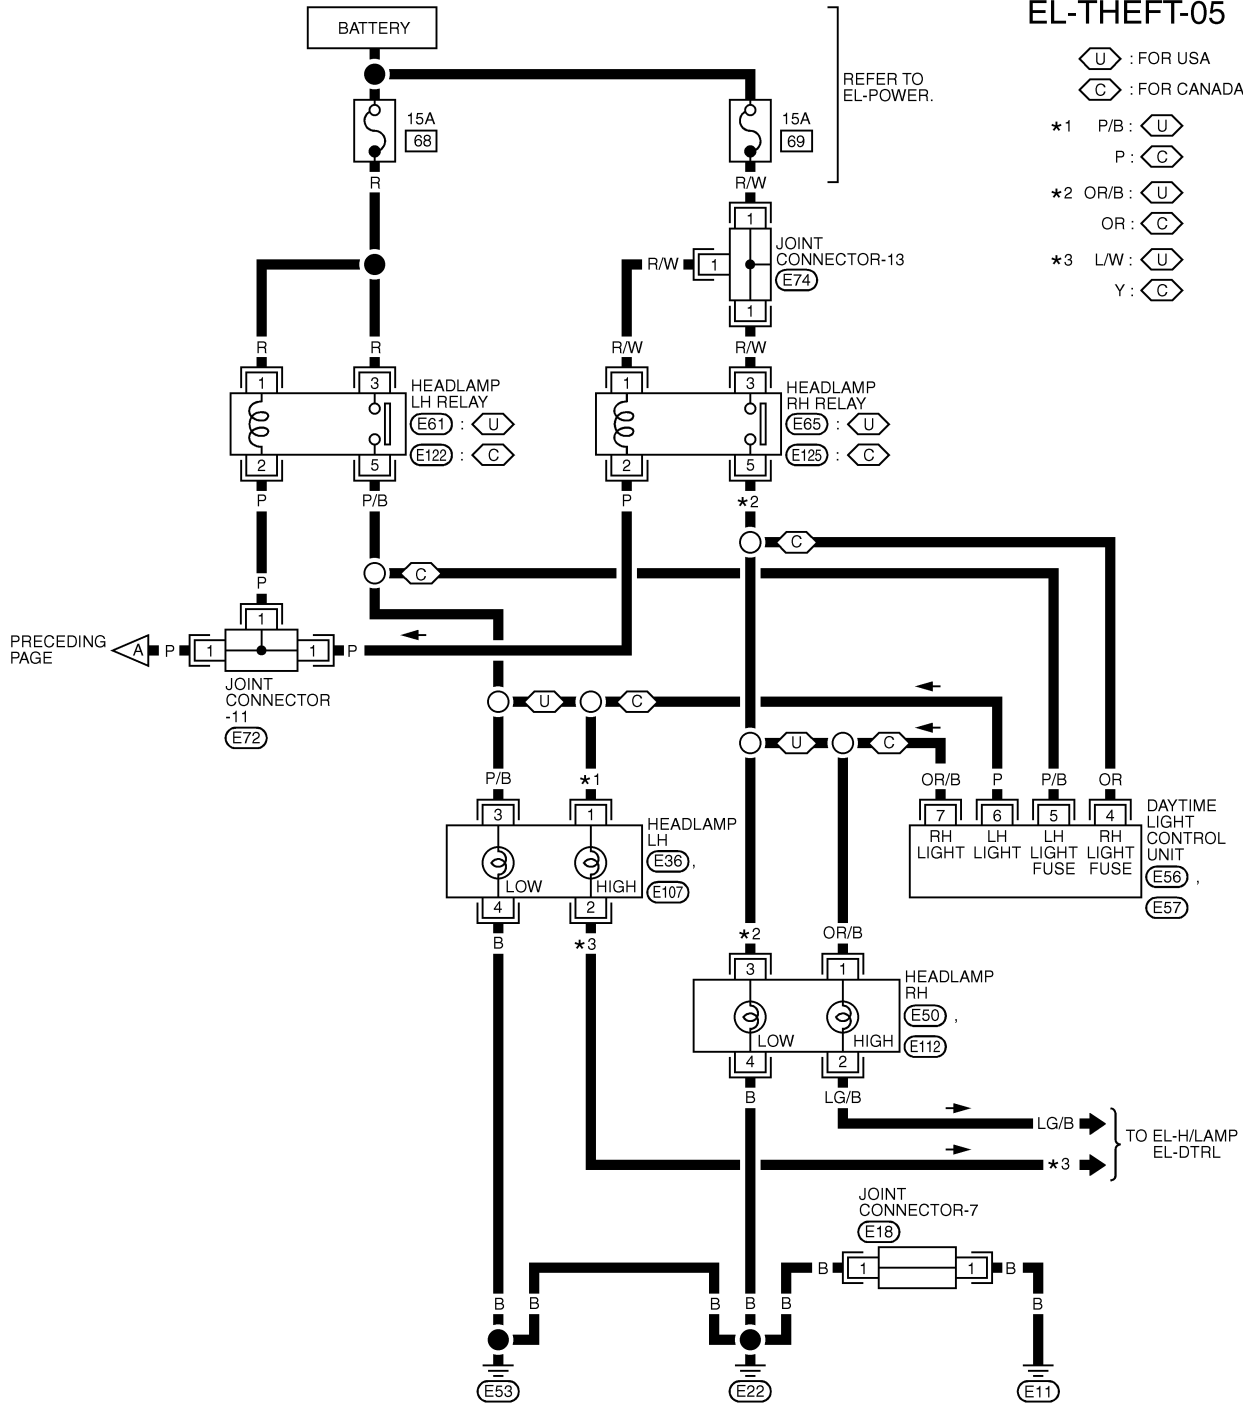 EL-THEFT-05
BATTERY
REFER TO
EL-POWER.
U : FOR USA
C : FOR CANADA
*1 P/B : U
P : C
*2 OR/B : U
OR : C
*3 L/W : U
Y : C
15A
68
15A
69
R
R/W
1
JOINT
CONNECTOR-13
E74
R/W
1
1
R
R
R/W
R/W
1
3
HEADLAMP
LH RELAY
E61 : U
E122 : C
2
5
1
3
HEADLAMP
RH RELAY
E65 : U
E125 : C
2
5
P
P/B
P
*2
C
C
P
1
PRECEDING
PAGE
A
P
1
1
P
JOINT
CONNECTOR
-11
E72
U
C
U
C
P/B
*1
OR/B
P
P/B
OR
3
1
HEADLAMP
LH
E36 ,
E107
LOW
HIGH
4
2
7
6
5
4
RH
LIGHT
LH
LIGHT
LH
LIGHT
FUSE
RH
LIGHT
FUSE
DAYTIME
LIGHT
CONTROL
UNIT
E56 ,
E57
B
*3
*2
OR/B
3
1
HEADLAMP
RH
E50 ,
E112
LOW
HIGH
4
2
B
LG/B
LG/B
*3
TO EL-H/LAMP
EL-DTRL
JOINT
CONNECTOR-7
E18
B
1
1
B
B
B
B
B
B
B
E53
E22
E11